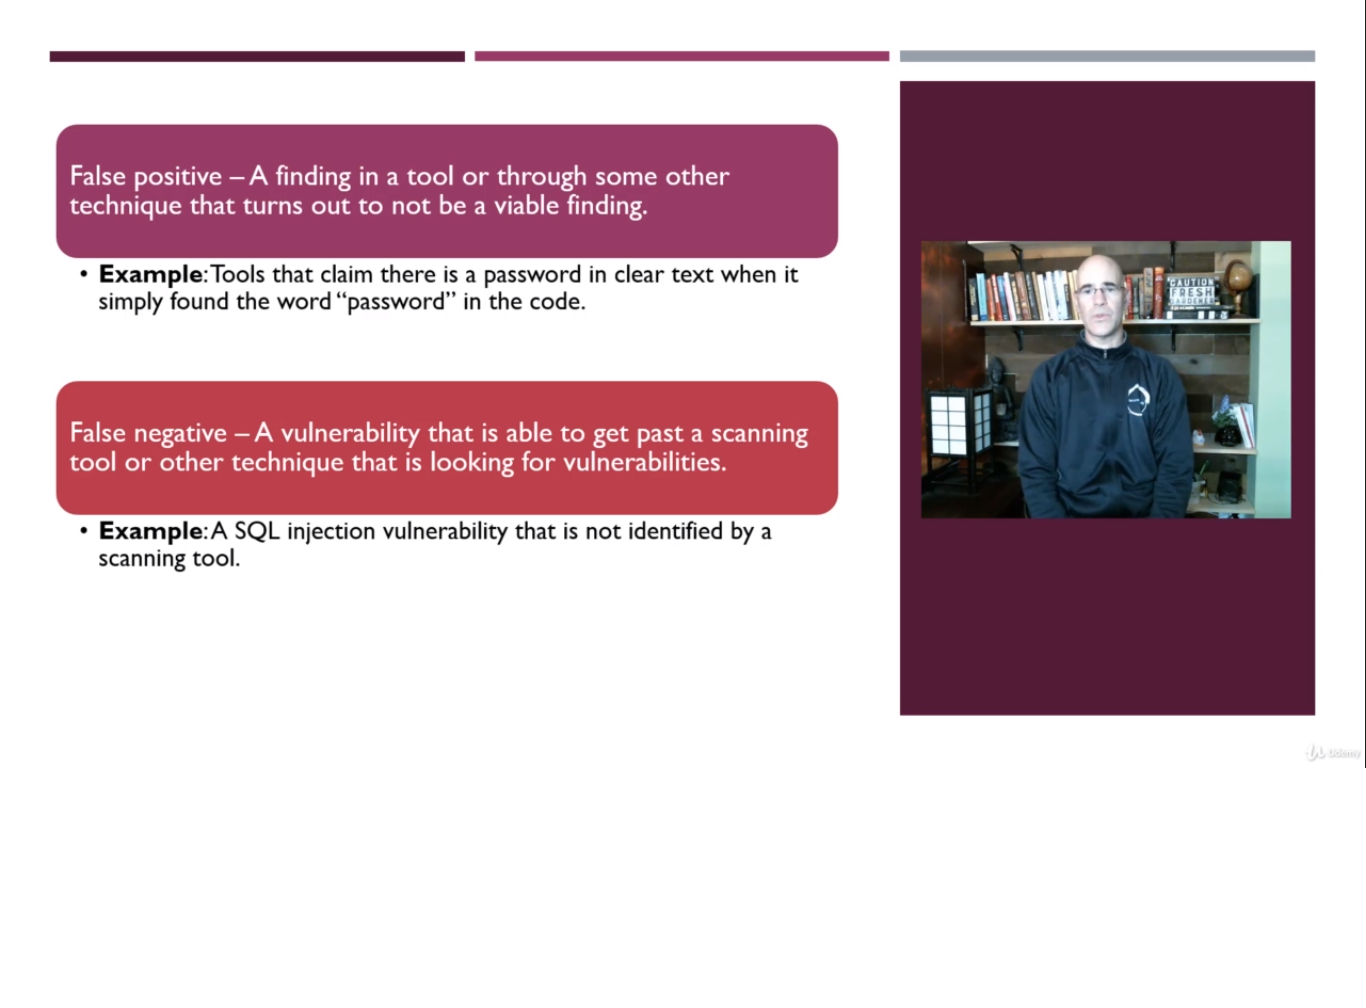 False positive – A finding in a tool or through some other
technique that turns out to not be a viable finding.
• Example: Tools that claim there is a password in clear text when it
simply found the word “password” in the code.
False negative – A vulnerability that is able to get past a scanning
tool or other technique that is looking for vulnerabilities.
• Example: A SQL injection vulnerability that is not identified by a
scanning tool.
CAUTION
FRESH
GARDENER
Udemy